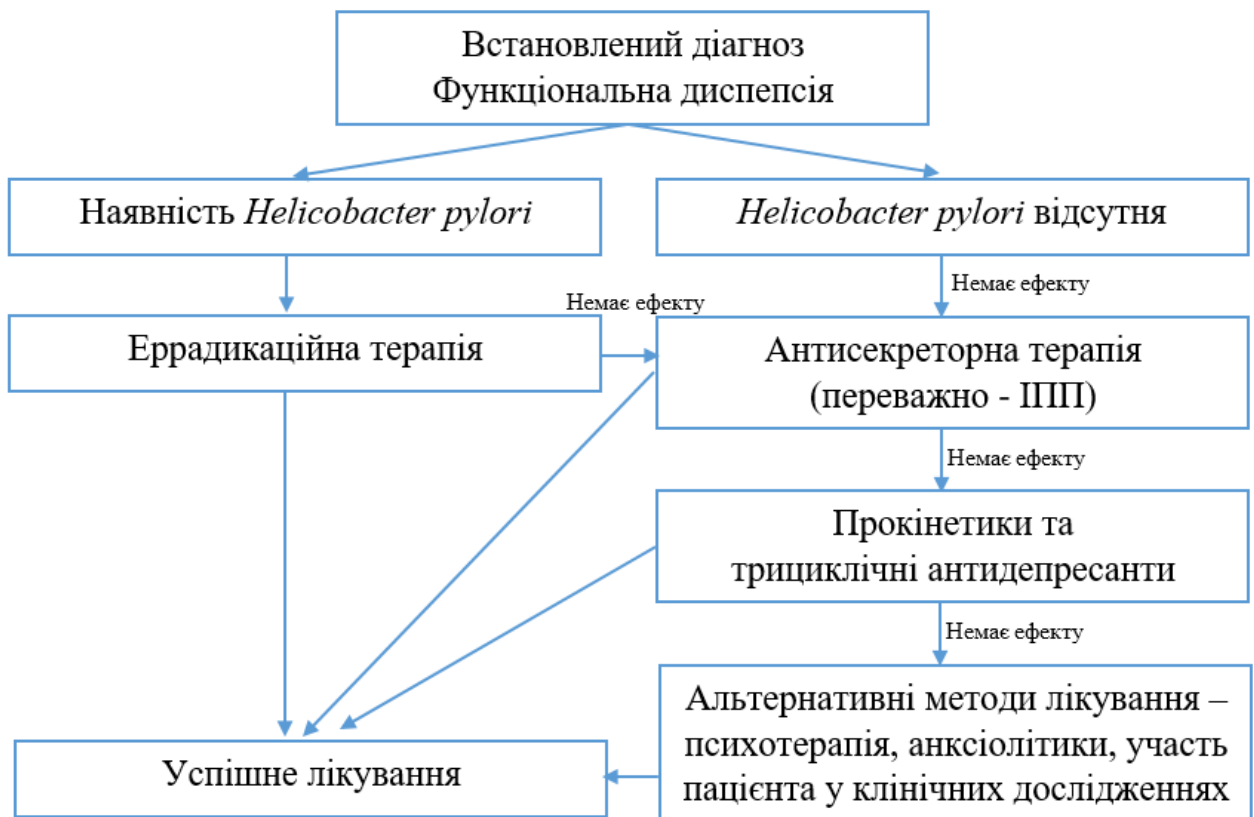 Встановлений діагноз
Функціональна диспепсія
Наявність Helicobacter pylori
Helicobacter pylori відсутня
Немає ефекту
Немає ефекту
Еррадикаційна терапія
Антисекреторна терапія
(переважно - ІПП)
Немає ефекту
Прокінетики та
трициклічні антидепресанти
Немає ефекту
Альтернативні методи лікування –
психотерапія, анксіолітики, участь
пацієнта у клінічних дослідженнях
Успішне лікування